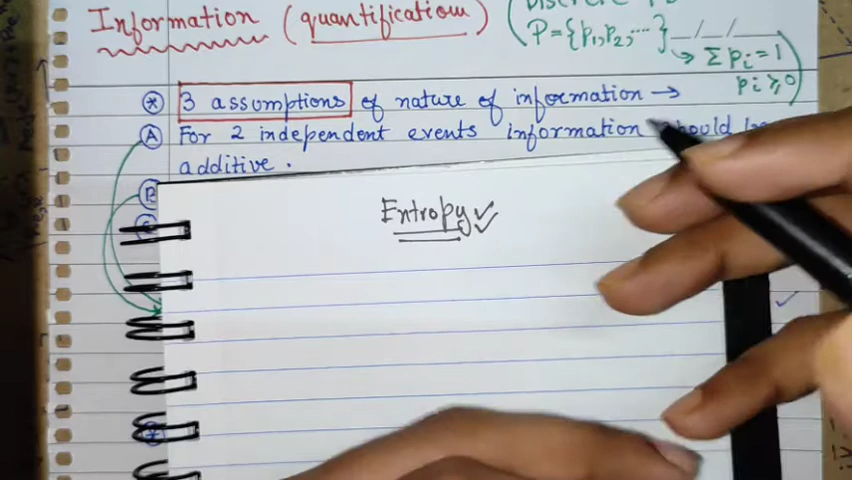 Information (quantification)
P = {p₁, p₂, ...}
→ Σ pᵢ = 1
pᵢ ≥ 0
* 3 assumptions of nature of information →
A For 2 independent events information should
additive.
B
Entropy ✓✓